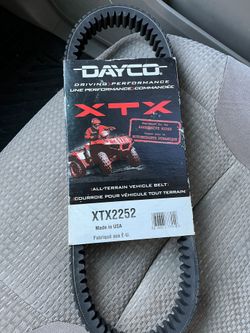 DAYCO
DRIVING PERFORMANCE
UNE PERFORMANCE COMMANDÉE
XTX
ALL-TERRAIN VEHICLE BELT
COURROIE POUR VÉHICULE TOUT TERRAIN
XTX2252
Made in USA
Fabriqué aux É-U.